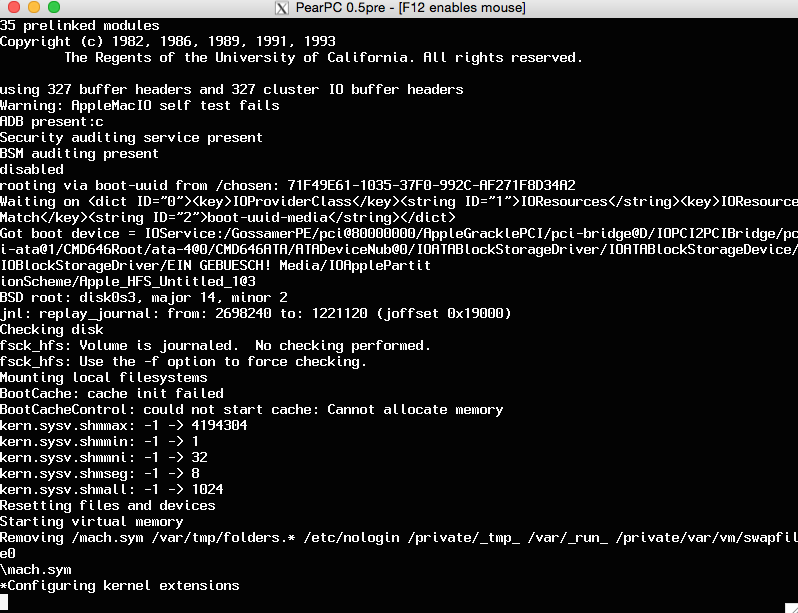 PearPC 0.5pre - [F12 enables mouse]
35 prelinked modules
Copyright (c) 1982, 1986, 1989, 1991, 1993
The Regents of the University of California. All rights reserved.
using 327 buffer headers and 327 cluster IO buffer headers
Warning: AppleMacIO self test fails
ADB present:c
Security auditing service present
BSM auditing present
disabled
rooting via boot-uuid from /chosen: 71F49E61-1035-37F0-992C-AF271F8D34A2
Waiting on <dict ID="0"><key>IOProviderClass</key><string ID="1">IOResources</string><key>IOResource
Match</key><string ID="2">boot-uuid-media</string></dict>
Got boot device = IOService:/GossamerPE/pci@80000000/AppleGracklePCI/pci-bridge@D/IOPCI2PCIBridge/pc
i-ata@1/CMD646Root/ata-4@0/CMD646ATA/ATADeviceNub@0/IOATABlockStorageDriver/IOATABlockStorageDevice/
IOBlockStorageDriver/EIN GEBUESCH! Media/IOApplePartit
ionScheme/Apple_HFS_Untitled_1@3
BSD root: disk0s3, major 14, minor 2
jnl: replay_journal: from: 2698240 to: 1221120 (joffset 0x19000)
Checking disk
fsck_hfs: Volume is journaled.  No checking performed.
fsck_hfs: Use the -f option to force checking.
Mounting local filesystems
BootCache: cache init failed
BootCacheControl: could not start cache: Cannot allocate memory
kern.sysv.shmmax: -1 -> 4194304
kern.sysv.shmmin: -1 -> 1
kern.sysv.shmmni: -1 -> 32
kern.sysv.shmseg: -1 -> 8
kern.sysv.shmall: -1 -> 1024
Resetting files and devices
Starting virtual memory
Removing /mach.sym /var/tmp/folders.* /etc/nologin /private/_tmp_ /var/_run_ /private/var/vm/swapfil
e0
\mach.sym
*Configuring kernel extensions